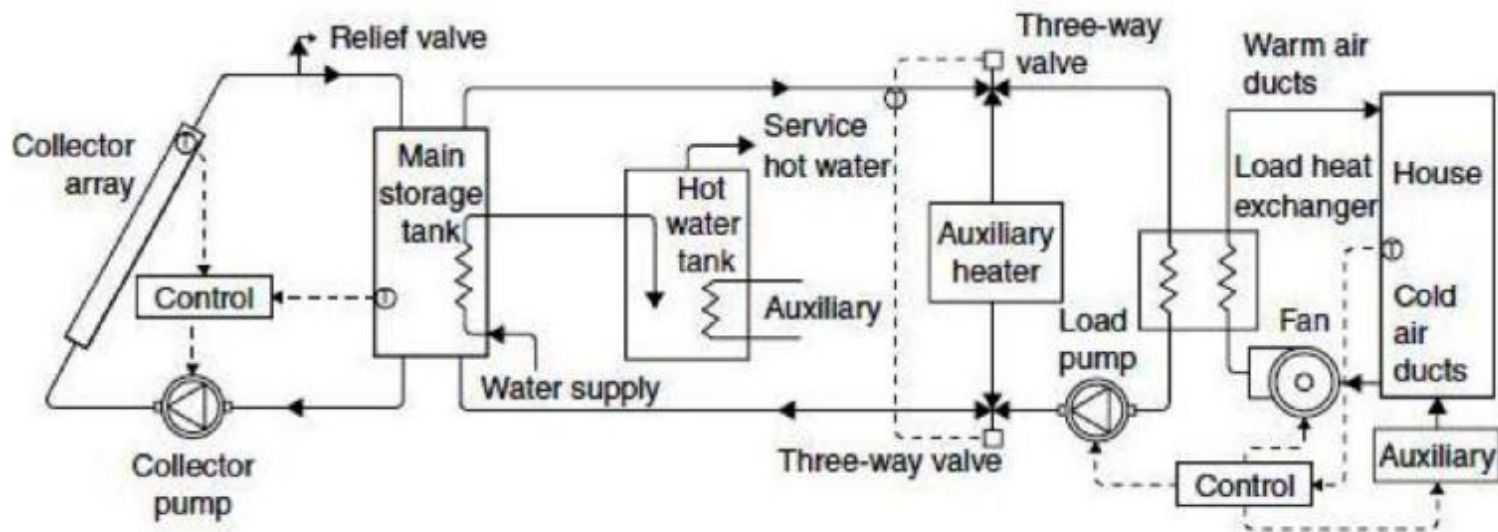 Relief valve
Collector
array
Control
Collector
pump
Main
storage
tank
Water supply
Service
hot water
Hot
water
tank
Auxiliary
Three-way
valve
Auxiliary
heater
Three-way valve
Load
pump
Warm air
ducts
Load heat
exchanger
Fan
House
Cold
air
ducts
Control
Auxiliary
T
T
T
T